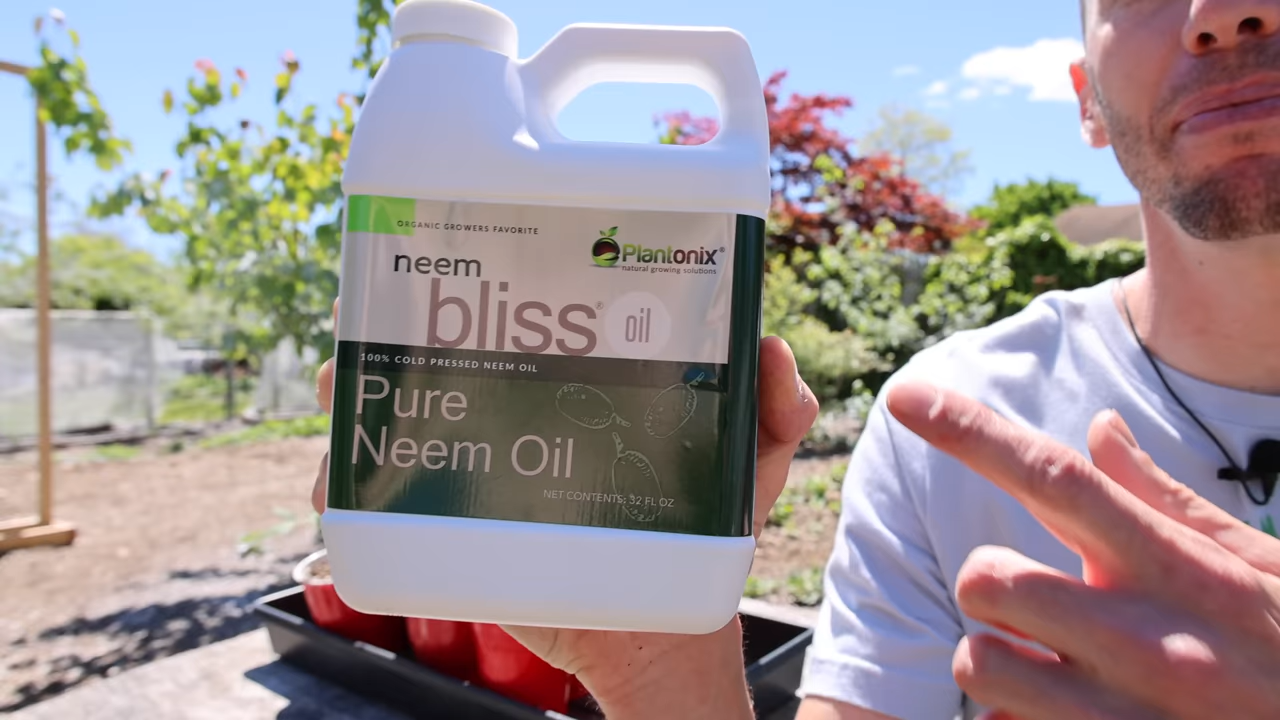 ORGANIC GROWERS FAVORITE
Plantonix®
natural growing solutions
neem
bliss®
oil
100% COLD PRESSED NEEM OIL
Pure
Neem Oil
NET CONTENTS: 32 FL OZ